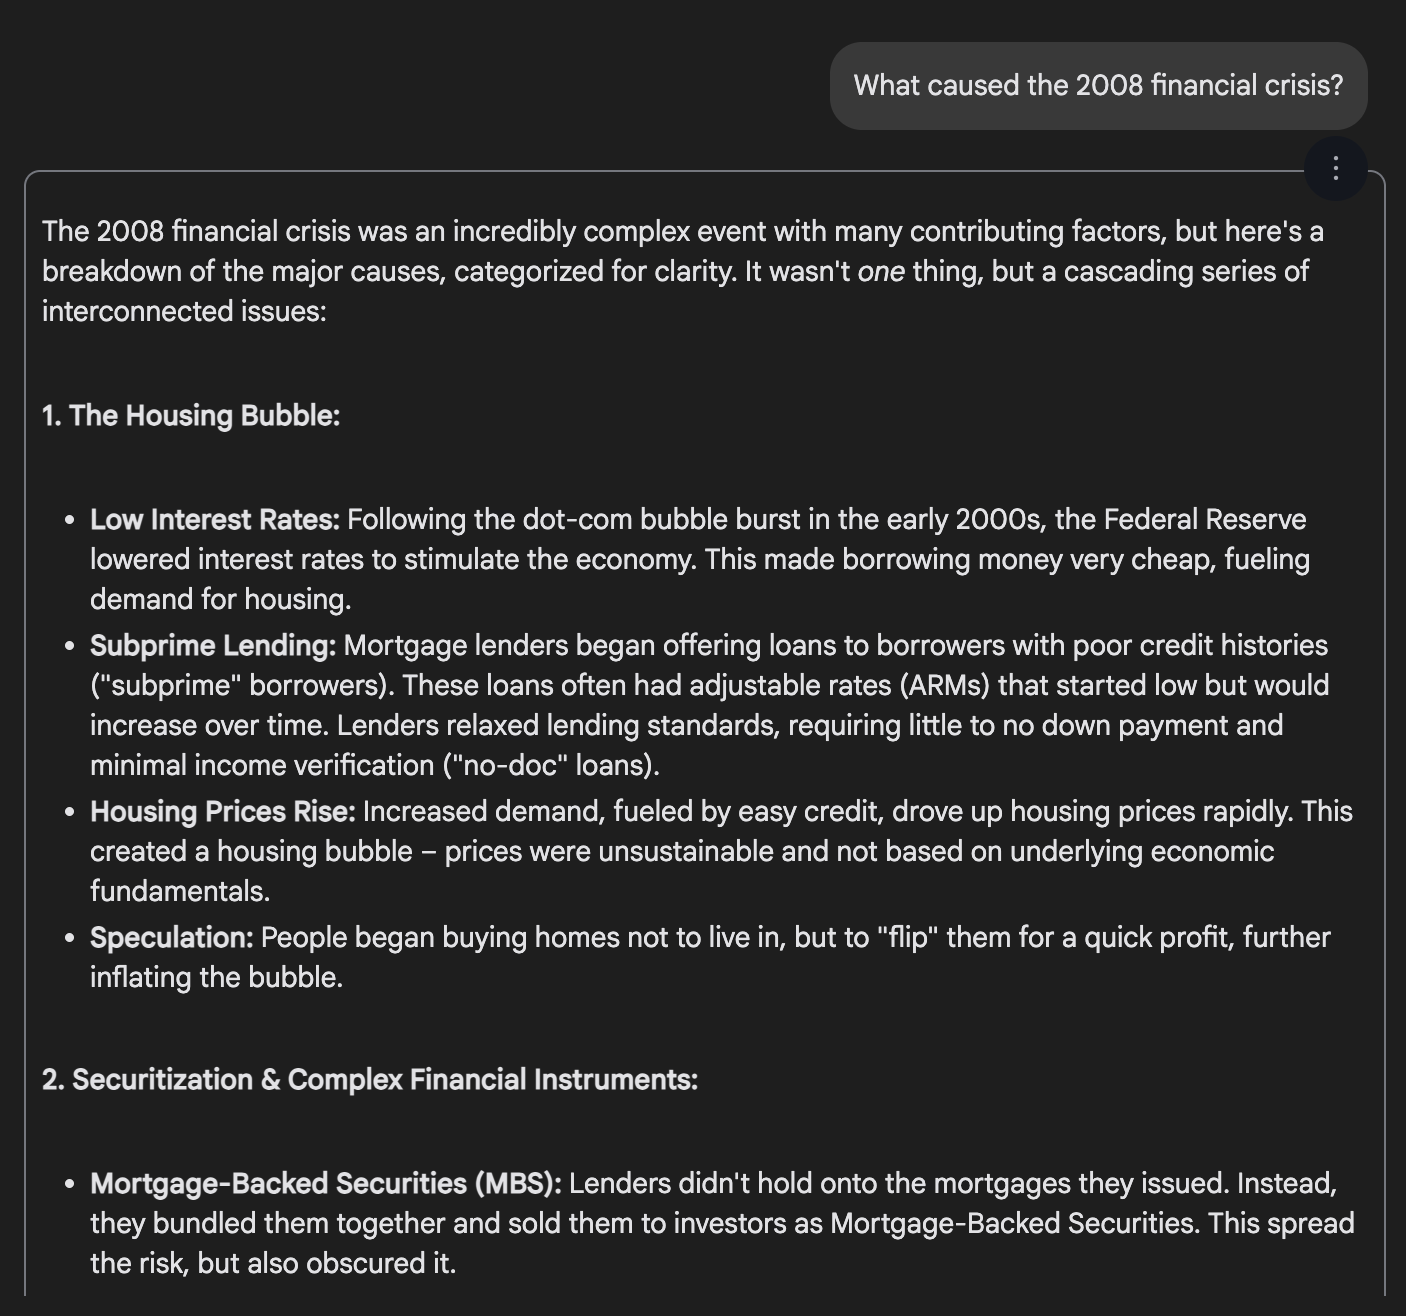 What caused the 2008 financial crisis?
The 2008 financial crisis was an incredibly complex event with many contributing factors, but here's a
breakdown of the major causes, categorized for clarity. It wasn't one thing, but a cascading series of
interconnected issues:
1. The Housing Bubble:
• Low Interest Rates: Following the dot-com bubble burst in the early 2000s, the Federal Reserve
lowered interest rates to stimulate the economy. This made borrowing money very cheap, fueling
demand for housing.
• Subprime Lending: Mortgage lenders began offering loans to borrowers with poor credit histories
("subprime" borrowers). These loans often had adjustable rates (ARMs) that started low but would
increase over time. Lenders relaxed lending standards, requiring little to no down payment and
minimal income verification ("no-doc" loans).
• Housing Prices Rise: Increased demand, fueled by easy credit, drove up housing prices rapidly. This
created a housing bubble – prices were unsustainable and not based on underlying economic
fundamentals.
• Speculation: People began buying homes not to live in, but to "flip" them for a quick profit, further
inflating the bubble.
2. Securitization & Complex Financial Instruments:
• Mortgage-Backed Securities (MBS): Lenders didn't hold onto the mortgages they issued. Instead,
they bundled them together and sold them to investors as Mortgage-Backed Securities. This spread
the risk, but also obscured it.